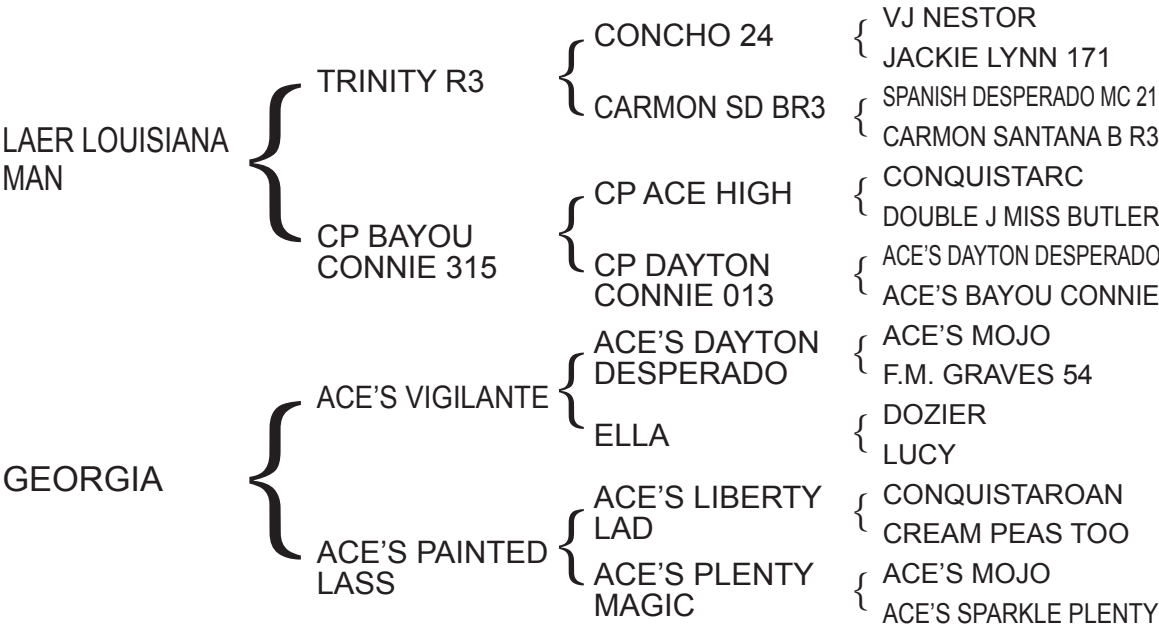 LAER LOUISIANA
MAN
TRINITY R3
CONCHO 24
VJ NESTOR
JACKIE LYNN 171
CARMON SD BR3
SPANISH DESPERADO MC 21
CARMON SANTANA B R3
CP BAYOU
CONNIE 315
CP ACE HIGH
CONQUISTARC
DOUBLE J MISS BUTLER
CP DAYTON
CONNIE 013
ACE’S DAYTON DESPERADO
ACE’S BAYOU CONNIE
GEORGIA
ACE’S VIGILANTE
ACE’S DAYTON
DESPERADO
ACE’S MOJO
F.M. GRAVES 54
ELLA
DOZIER
LUCY
ACE’S PAINTED
LASS
ACE’S LIBERTY
LAD
CONQUISTAROAN
CREAM PEAS TOO
ACE’S PLENTY
MAGIC
ACE’S MOJO
ACE’S SPARKLE PLENTY